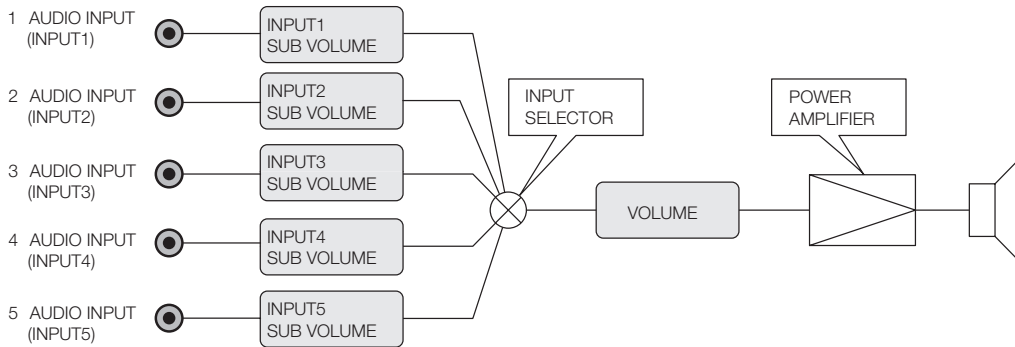 1 AUDIO INPUT
(INPUT1)
INPUT1
SUB VOLUME
2 AUDIO INPUT
(INPUT2)
INPUT2
SUB VOLUME
INPUT
SELECTOR
POWER
AMPLIFIER
3 AUDIO INPUT
(INPUT3)
INPUT3
SUB VOLUME
VOLUME
4 AUDIO INPUT
(INPUT4)
INPUT4
SUB VOLUME
5 AUDIO INPUT
(INPUT5)
INPUT5
SUB VOLUME